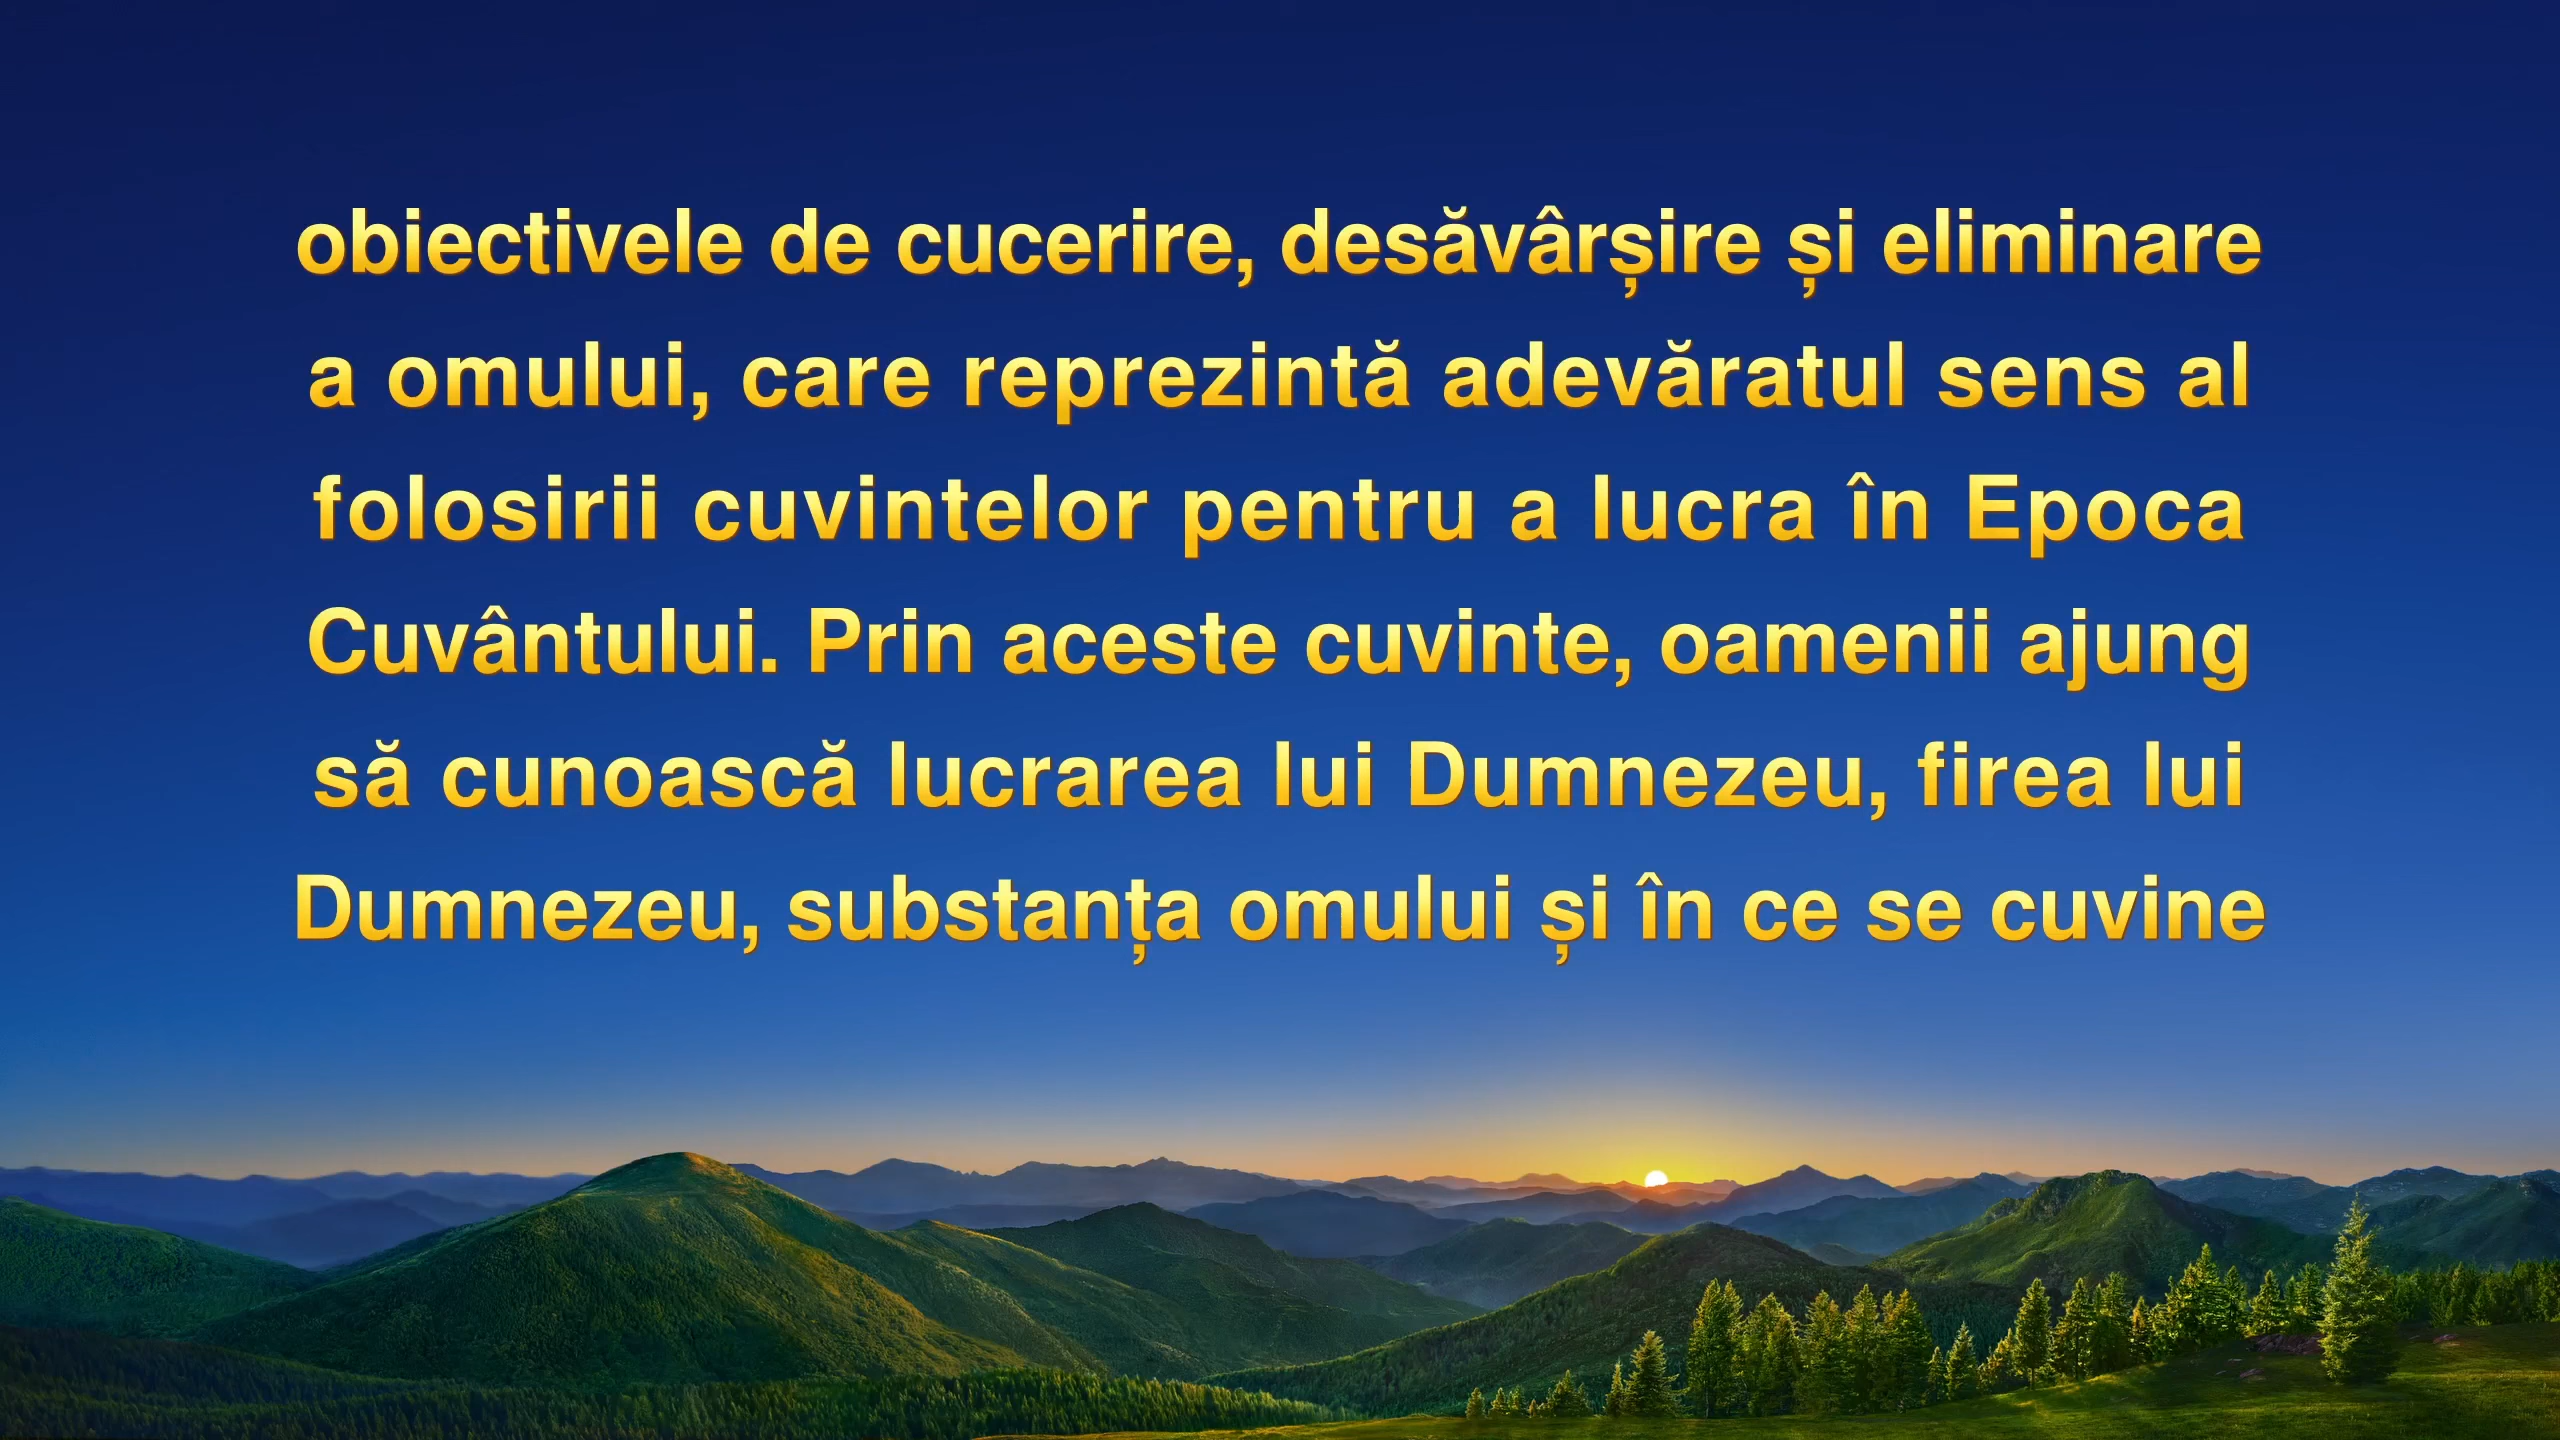 obiectivele de cucerire, desăvârșire și eliminare
a omului, care reprezintă adevăratul sens al
folosirii cuvintelor pentru a lucra în Epoca
Cuvântului. Prin aceste cuvinte, oamenii ajung
să cunoască lucrarea lui Dumnezeu, firea lui
Dumnezeu, substanța omului și în ce se cuvine